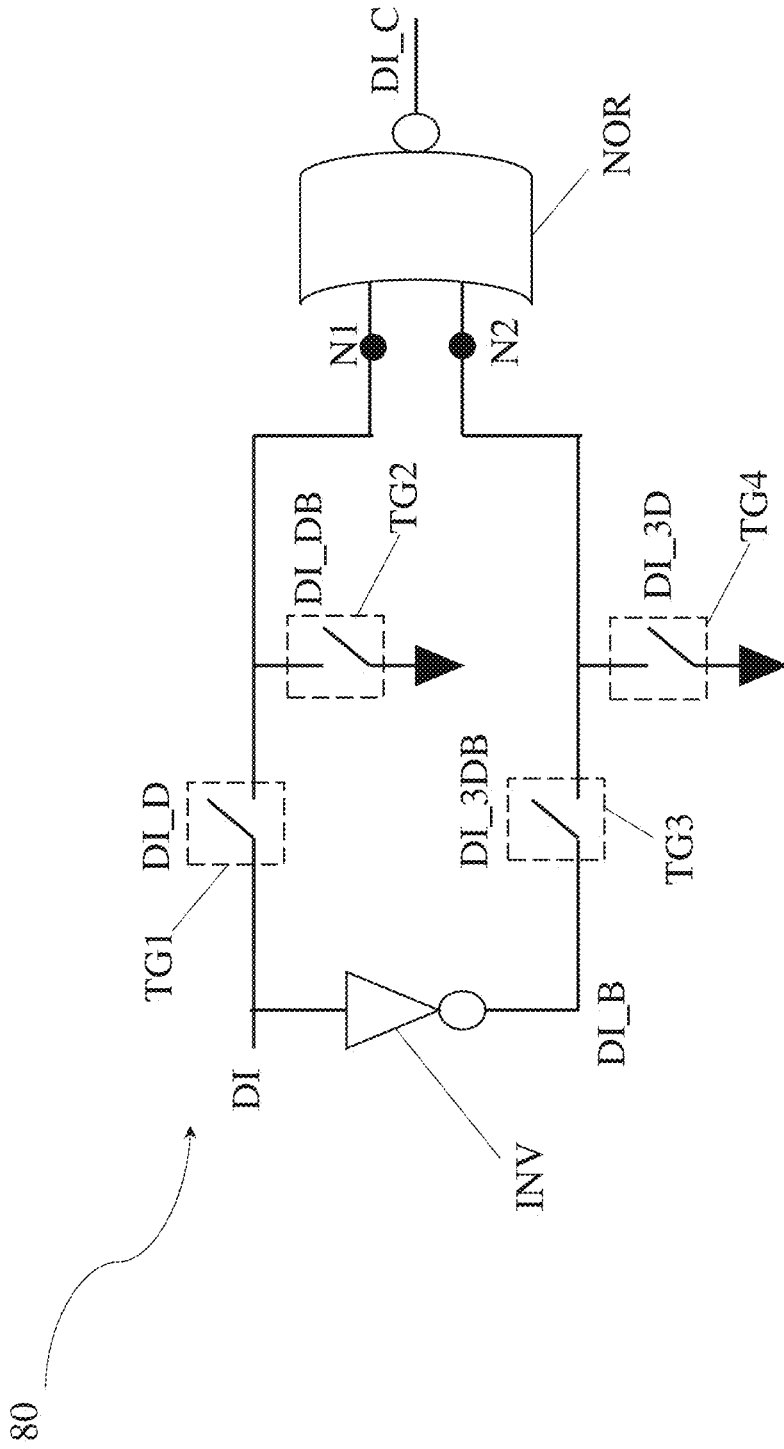 80
DI
INV
TG1
DI_D
DI_B
DI_3DB
TG3
DI_DB
TG2
DI_3D
TG4
N1
N2
NOR
DI_C